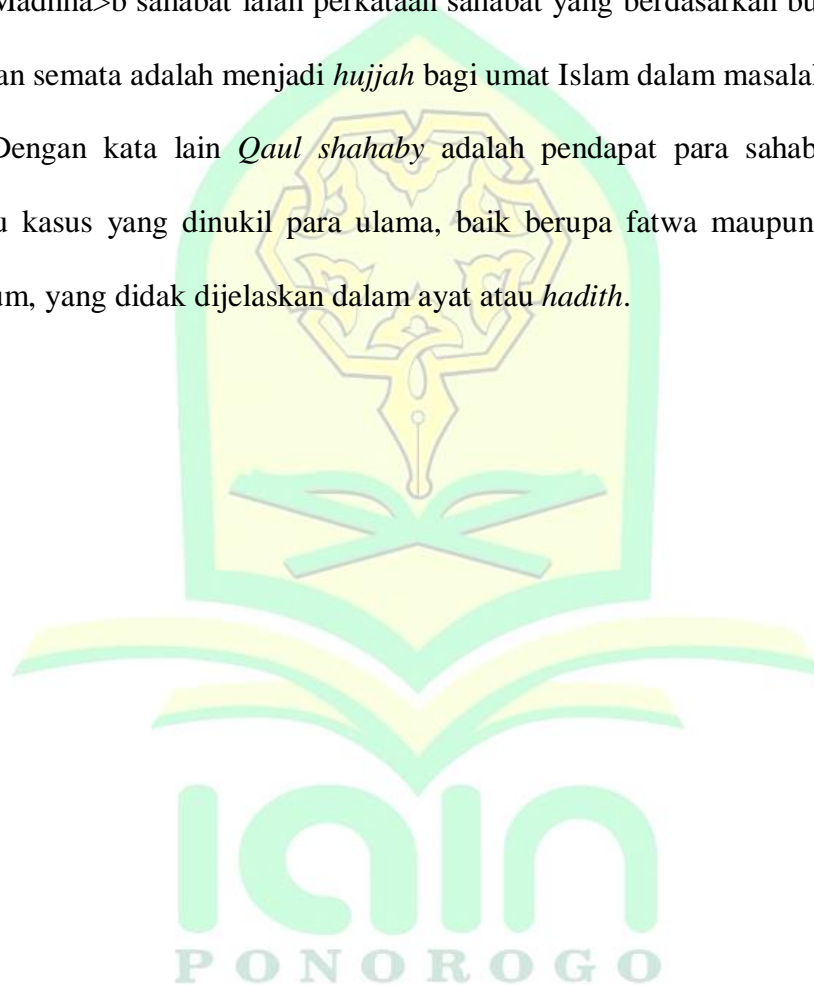 Madhha>b sahabat ialah perkataan sahabat yang berdasarkan bu
an semata adalah menjadi hujjah bagi umat Islam dalam masalah
Dengan kata lain Qaul shahaby adalah pendapat para sahab
u kasus yang dinukil para ulama, baik berupa fatwa maupun
um, yang didak dijelaskan dalam ayat atau hadith.
iain
PONOROGO